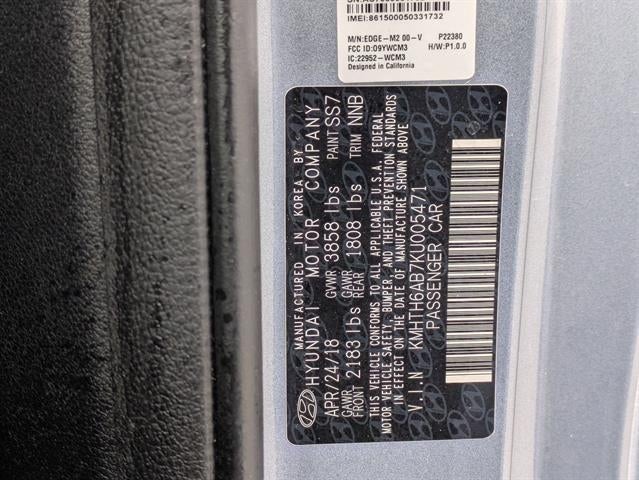 IMEI:861500050331732
M/N:EDGE-M2 00-V P22380
FCC ID:O9YWCM3 H/W:P1.0.0
IC:22952-WCM3
Designed in California
MANUFACTURED IN KOREA BY
HYUNDAI MOTOR COMPANY
APR/24/18 GVWR 3858 lbs PAINT SS7
GAWR FRONT 2183 lbs GAWR REAR 1808 lbs TRIM NNB
THIS VEHICLE CONFORMS TO ALL APPLICABLE U.S.A. FEDERAL
MOTOR VEHICLE SAFETY, BUMPER, AND THEFT PREVENTION STANDARDS
IN EFFECT ON THE DATE OF MANUFACTURE SHOWN ABOVE
V.I.N KMHTH6AB7KU005471
PASSENGER CAR